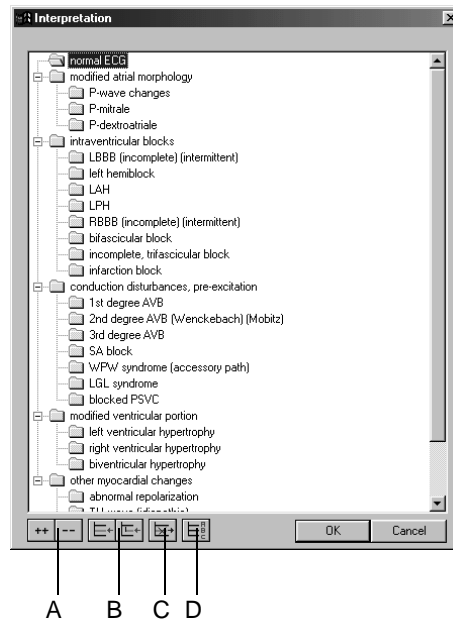 Interpretation
normal ECG
modified atrial morphology
P-wave changes
P-mitrale
P-dextroatriale
intraventricular blocks
LBBB (incomplete) (intermittent)
left hemiblock
LAH
LPH
RBBB (incomplete) (intermittent)
bifascicular block
incomplete, trifascicular block
infarction block
conduction disturbances, pre-excitation
1st degree AVB
2nd degree AVB (Wenckebach) (Mobitz)
3rd degree AVB
SA block
WPW syndrome (accessory path)
LGL syndrome
blocked PSVC
modified ventricular portion
left ventricular hypertrophy
right ventricular hypertrophy
biventricular hypertrophy
other myocardial changes
abnormal repolarization
++ -- A B C OK Cancel
A B C D